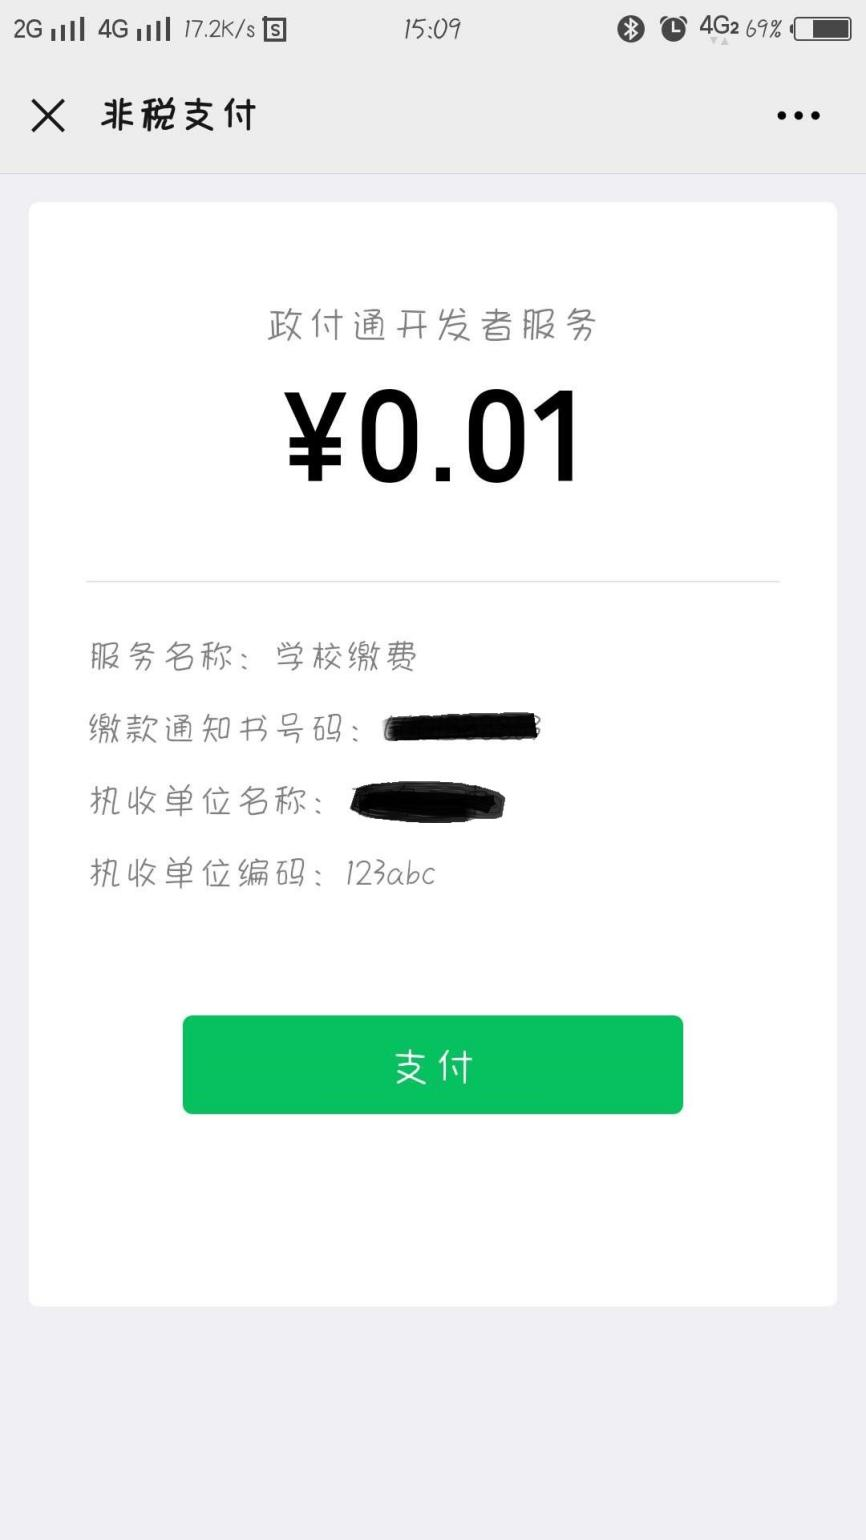 2G 4G 17.2K/s S 15:09 4G2 69%
非税支付
政付通开发者服务
¥0.01
服务名称：学校缴费
缴款通知书号码：
执收单位名称：
执收单位编码：123abc
支付